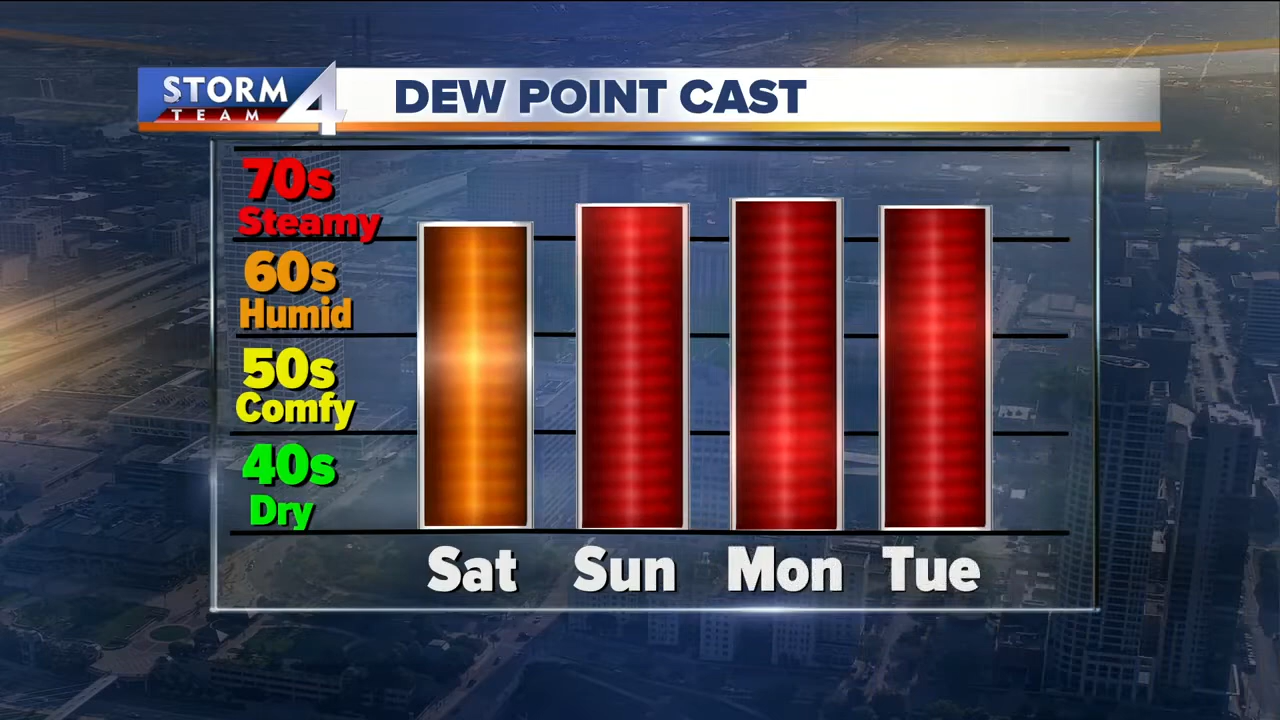 STORM 4
TEAM
DEW POINT CAST
70s
Steamy
60s
Humid
50s
Comfy
40s
Dry
Sat Sun Mon Tue